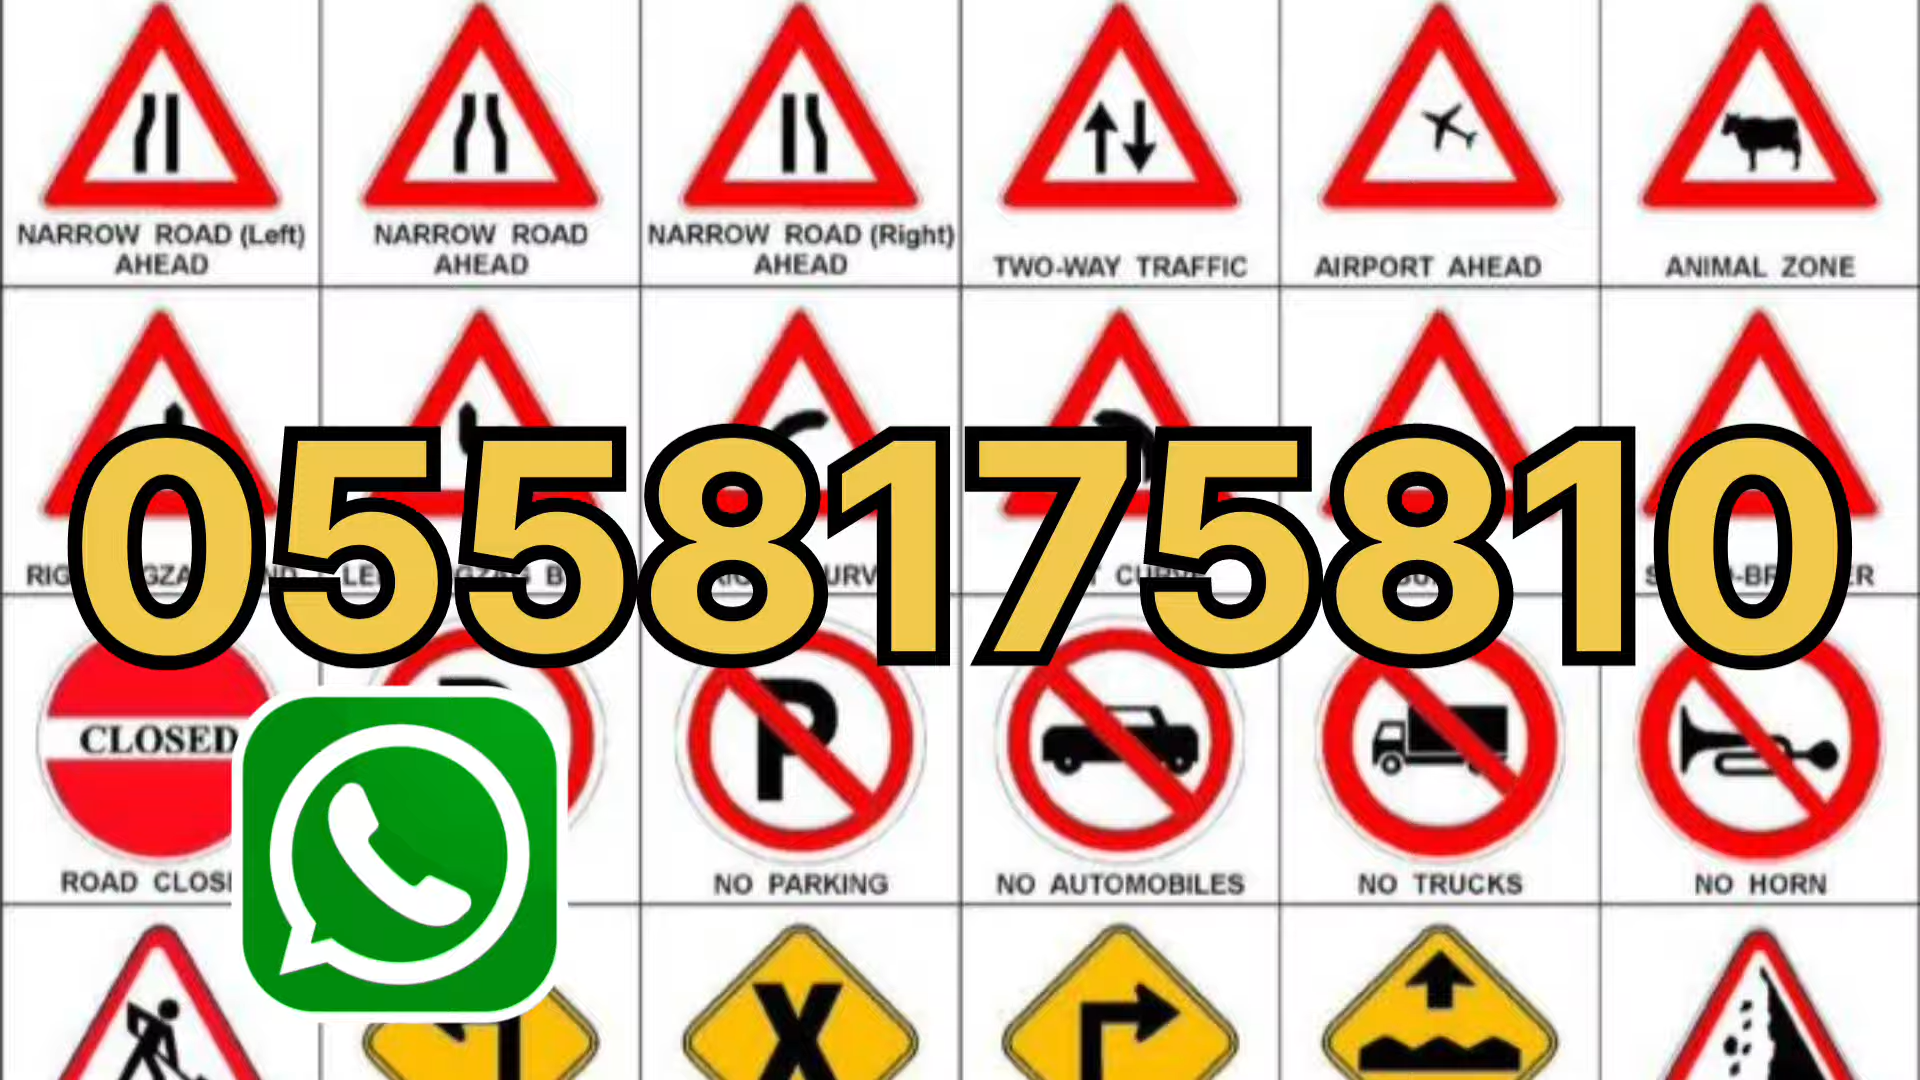 NARROW ROAD (Left)
AHEAD
NARROW ROAD
AHEAD
NARROW ROAD (Right)
AHEAD
TWO-WAY TRAFFIC
AIRPORT AHEAD
ANIMAL ZONE
0558175810
CLOSED
P
NO PARKING
NO AUTOMOBILES
NO TRUCKS
NO HORN
ROAD
X